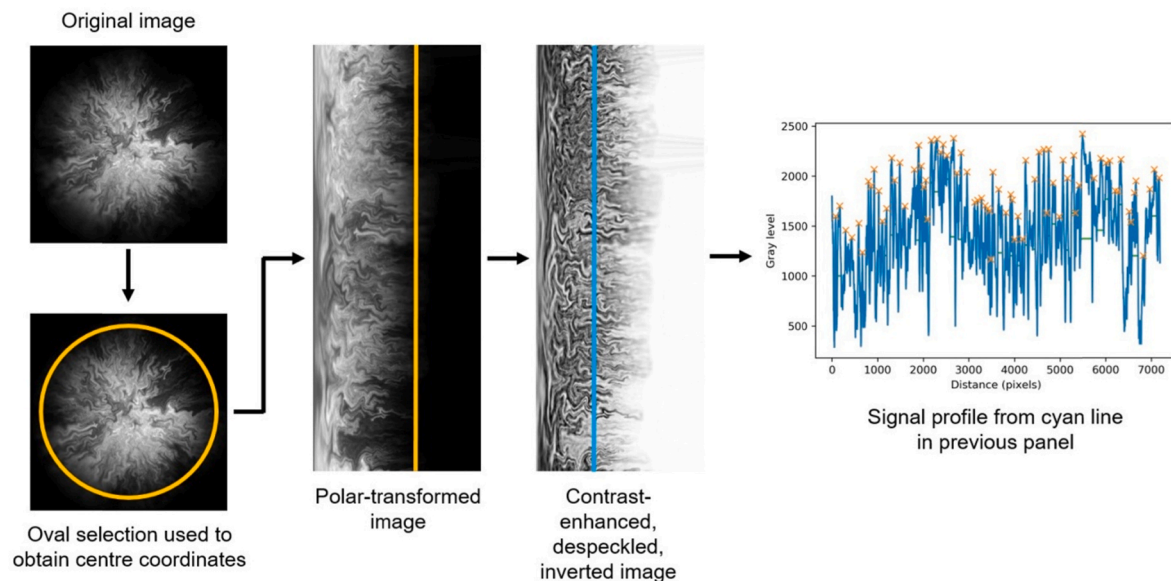 Original image
Oval selection used to
obtain centre coordinates
Polar-transformed
image
Contrast-
enhanced,
despeckled,
inverted image
2500
2000
1500
1000
500
Gray level
0 1000 2000 3000 4000 5000 6000 7000
Distance (pixels)
Signal profile from cyan line
in previous panel